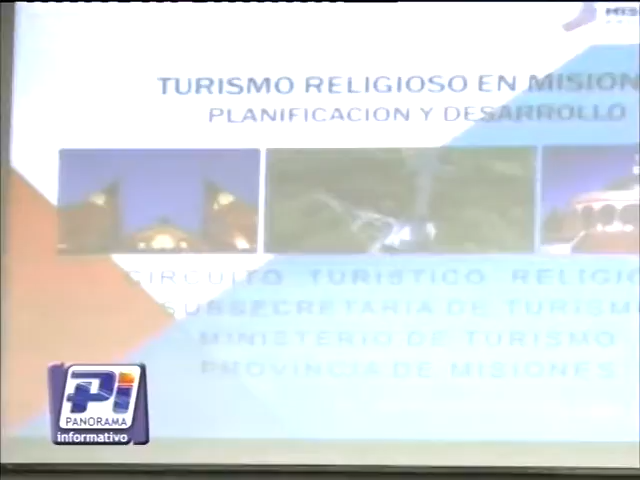 TURISMO RELIGIOSO EN MISION
PLANIFICACION Y DESARROLLO
CIRCUITO TURISTICO RELIGIO
SUBSECRETARIA DE TURISM
MINISTERIO DE TURISMO
PROVINCIA DE MISIONES
Pi
PANORAMA
informativo